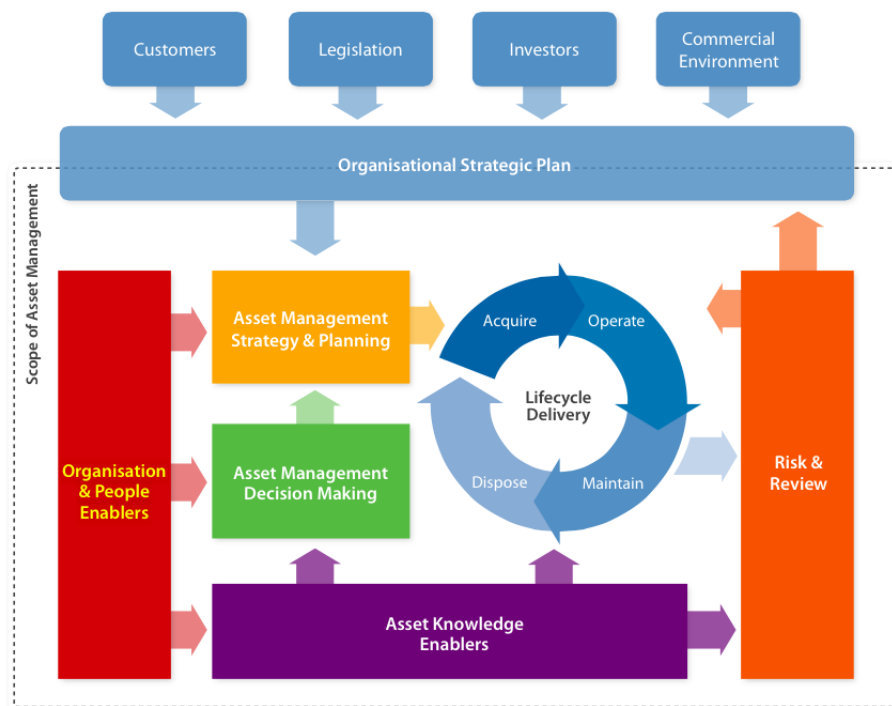 Customers
Legislation
Investors
Commercial
Environment
Organisational Strategic Plan
Scope of Asset Management
Asset Management
Strategy & Planning
Acquire
Operate
Lifecycle
Delivery
Organisation
& People
Enablers
Asset Management
Decision Making
Dispose
Maintain
Risk &
Review
Asset Knowledge
Enablers